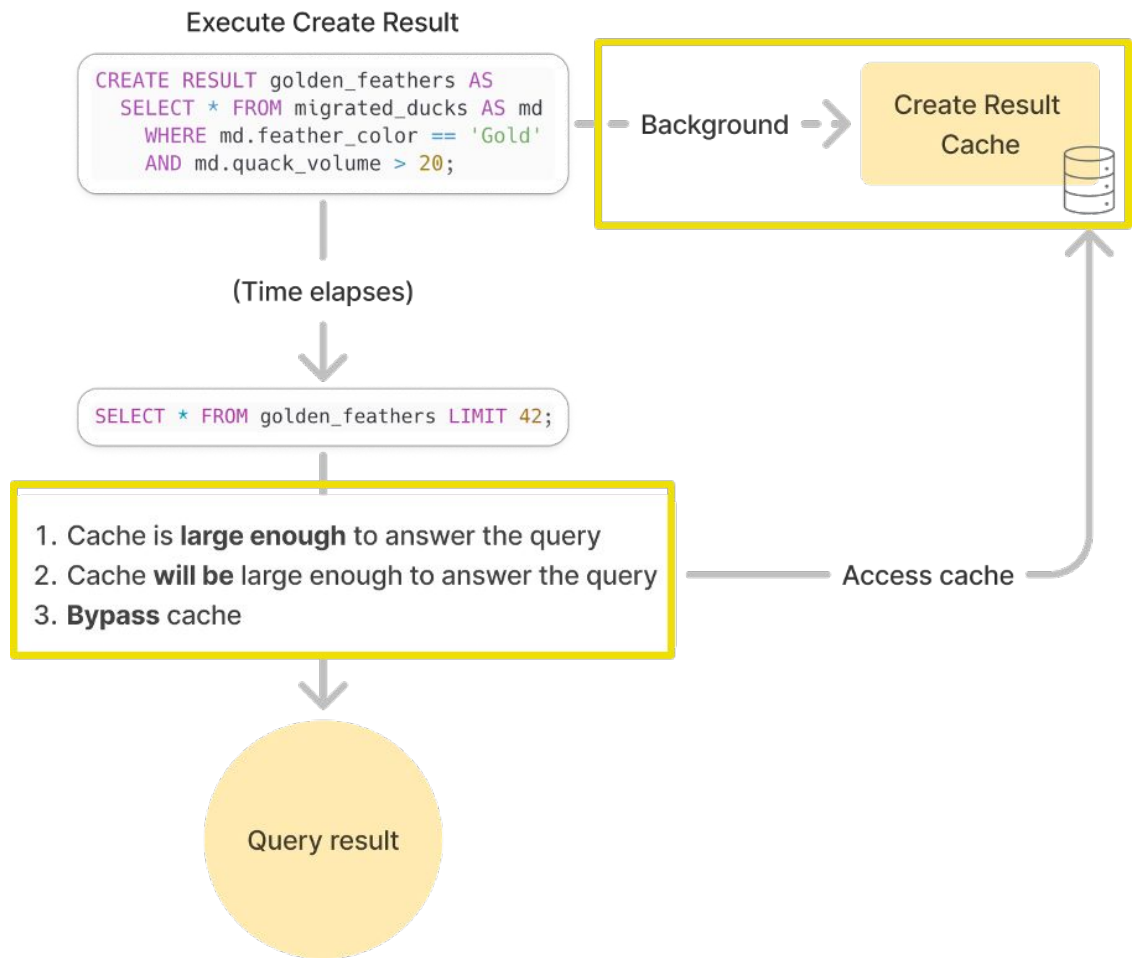 Execute Create Result
CREATE RESULT golden_feathers AS
SELECT * FROM migrated_ducks AS md
WHERE md.feather_color == 'Gold'
AND md.quack_volume > 20;
Background
Create Result
Cache
(Time elapses)
SELECT * FROM golden_feathers LIMIT 42;
1. Cache is large enough to answer the query
2. Cache will be large enough to answer the query
3. Bypass cache
Access cache
Query result